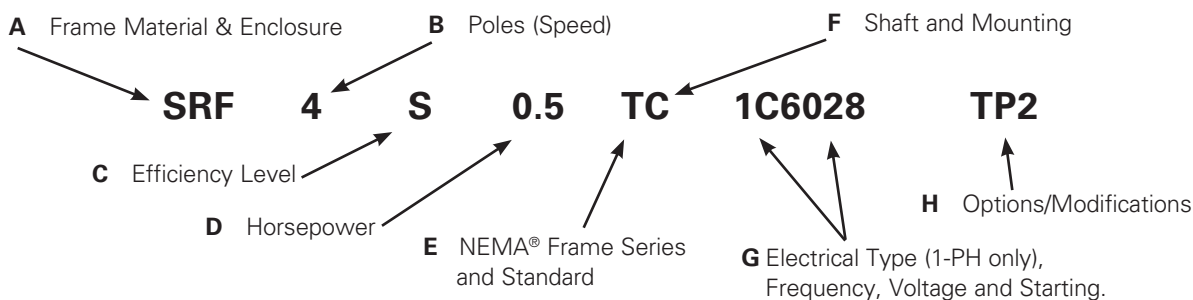 A Frame Material & Enclosure B Poles (Speed) F Shaft and Mounting
SRF 4 S 0.5 TC 1C6028 TP2
C Efficiency Level
D Horsepower
E NEMA® Frame Series
and Standard
G Electrical Type (1-PH only),
Frequency, Voltage and Starting.
H Options/Modifications